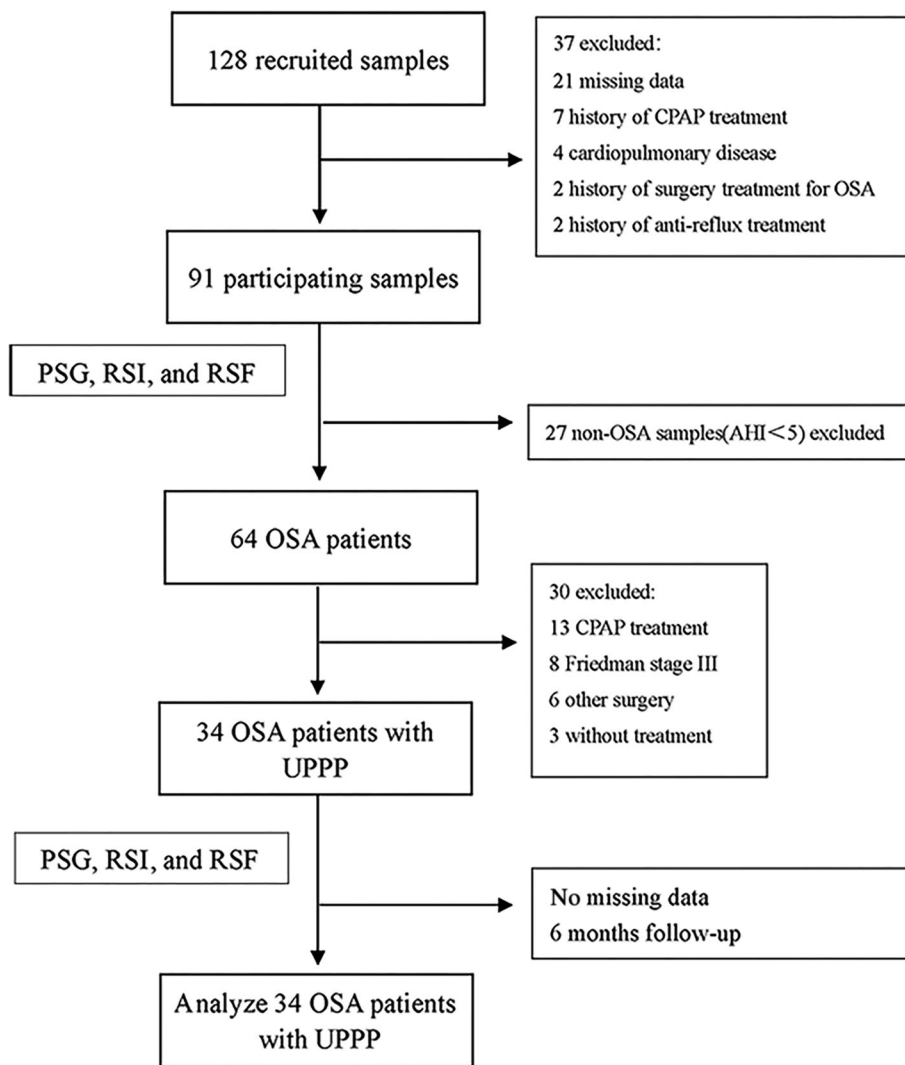 128 recruited samples
37 excluded:
21 missing data
7 history of CPAP treatment
4 cardiopulmonary disease
2 history of surgery treatment for OSA
2 history of anti-reflux treatment
91 participating samples
PSG, RSI, and RSF
27 non-OSA samples(AHI＜5) excluded
64 OSA patients
30 excluded:
13 CPAP treatment
8 Friedman stage III
6 other surgery
3 without treatment
34 OSA patients with
UPPP
PSG, RSI, and RSF
No missing data
6 months follow-up
Analyze 34 OSA patients
with UPPP